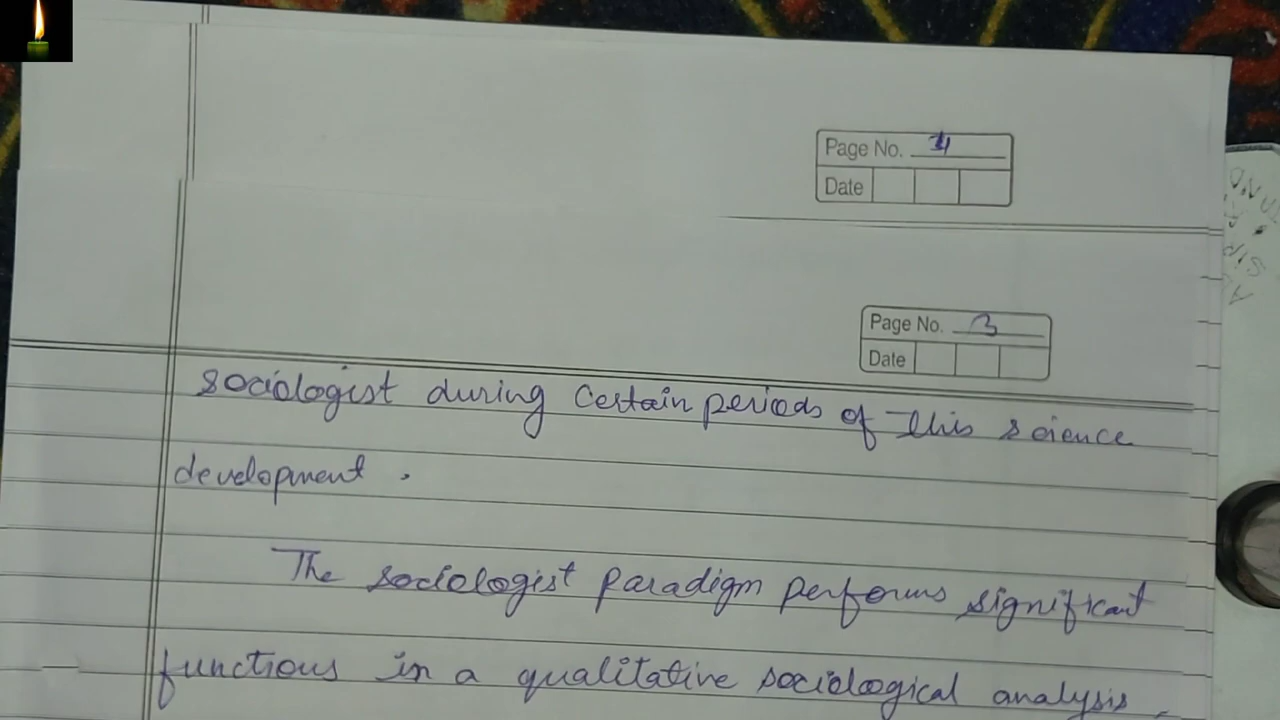 Page No. 4
Date
Page No. 3
Date
sociologist during certain periods of this science
development.
The sociologist paradigm performs significant
functions in a qualitative sociological analysis.